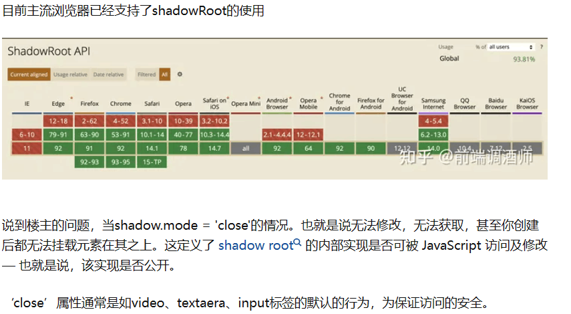 目前主流浏览器已经支持了shadowRoot的使用
ShadowRoot API
Usage % of all users ?
Global 93.81%
Current aligned Usage relative Date relative Filtered All
IE Edge Firefox Chrome Safari Opera Safari on iOS Opera Mini Android Browser Opera Mobile Chrome for Android Firefox for Android UC Browser for Android Samsung Internet QQ Browser Baidu Browser KaiOS Browser
12-18 2-62 4-52 3.1-10 10-39 3.2-10.2 4-5.4
6-10 79-91 63-90 53-91 10.1-14 40-77 10.3-14.4 2.1-4.4.4 12-12.1 6.2-13.0
11 92 91 92 14.1 78 14.7 all 92 64 92 90 12.12 14.0 10.4 7.12 2.5
92-93 93-95 15-TP
知乎 @前端调酒师
说到楼主的问题，当shadow.mode = 'close'的情况。也就是说无法修改，无法获取，甚至你创建
后都无法挂载元素在其之上。这定义了 shadow root 的内部实现是否可被 JavaScript 访问及修改
— 也就是说，该实现是否公开。
‘close’属性通常是如video、textaera、input标签的默认的行为，为保证访问的安全。